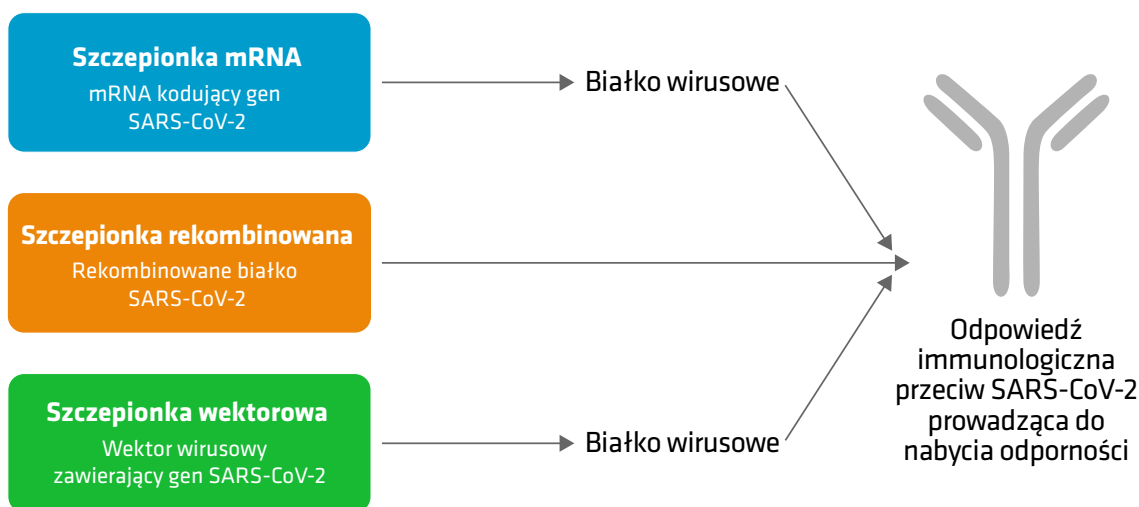 Szczepionka mRNA
mRNA kodujący gen
SARS-CoV-2
Białko wirusowe
Szczepionka rekombinowana
Rekombinowane białko
SARS-CoV-2
Szczepionka wektorowa
Wektor wirusowy
zawierający gen SARS-CoV-2
Białko wirusowe
Odpowiedź
immunologiczna
przeciw SARS-CoV-2
prowadząca do
nabycia odporności